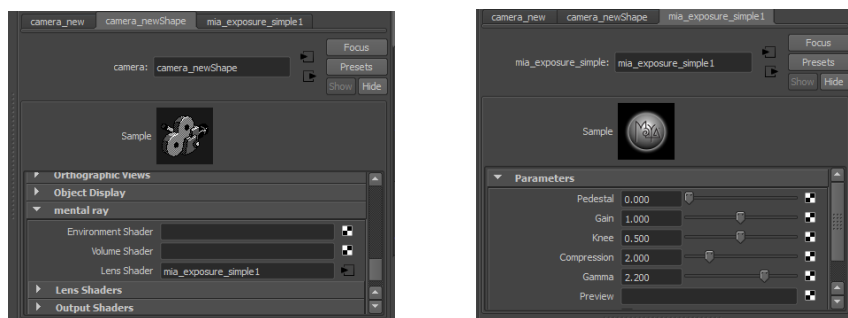 camera_new camera_newShape mia_exposure_simple1
Focus
camera: camera_newShape
Presets
Show Hide
Sample
Orthographic Views
Object Display
mental ray
Environment Shader
Volume Shader
Lens Shader mia_exposure_simple1
Lens Shaders
Output Shaders
camera_new camera_newShape mia_exposure_simple1
Focus
mia_exposure_simple: mia_exposure_simple1
Presets
Show Hide
Sample
MAYA
Parameters
Pedestal 0.000
Gain 1.000
Knee 0.500
Compression 2.000
Gamma 2.200
Preview